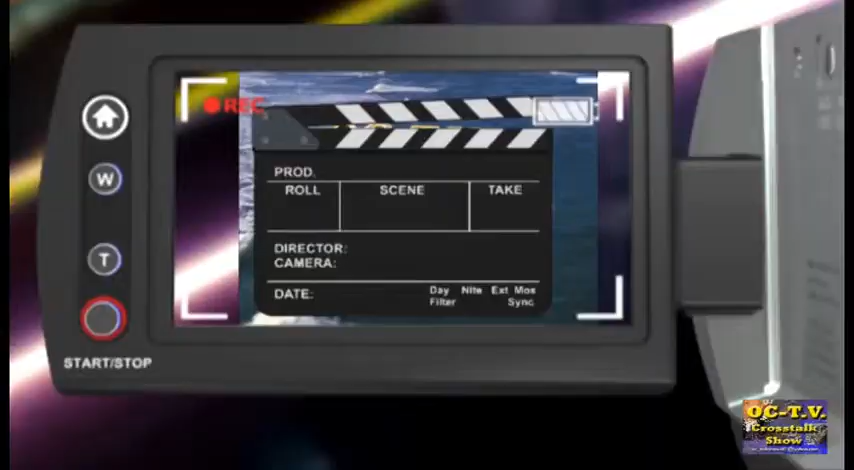 REC
W
T
START/STOP
PROD.
ROLL SCENE TAKE
DIRECTOR:
CAMERA:
DATE:
Day Nite Ext Mos
Filter Sync
OC-T.V.
Crosstalk
Show